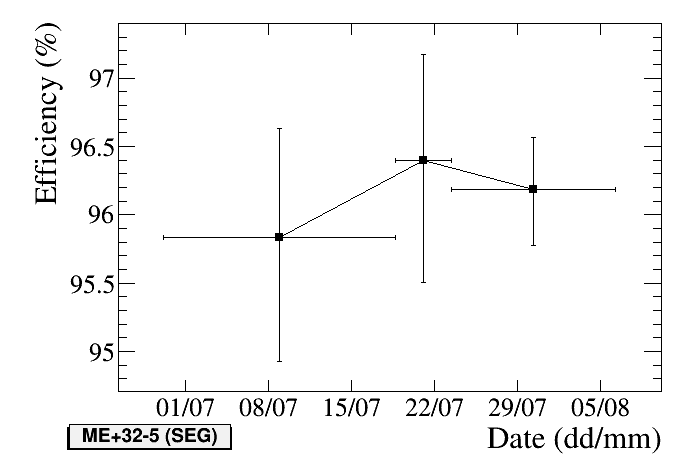 Efficiency (%)
97
96.5
96
95.5
95
01/07 08/07 15/07 22/07 29/07 05/08
ME+32-5 (SEG)
Date (dd/mm)